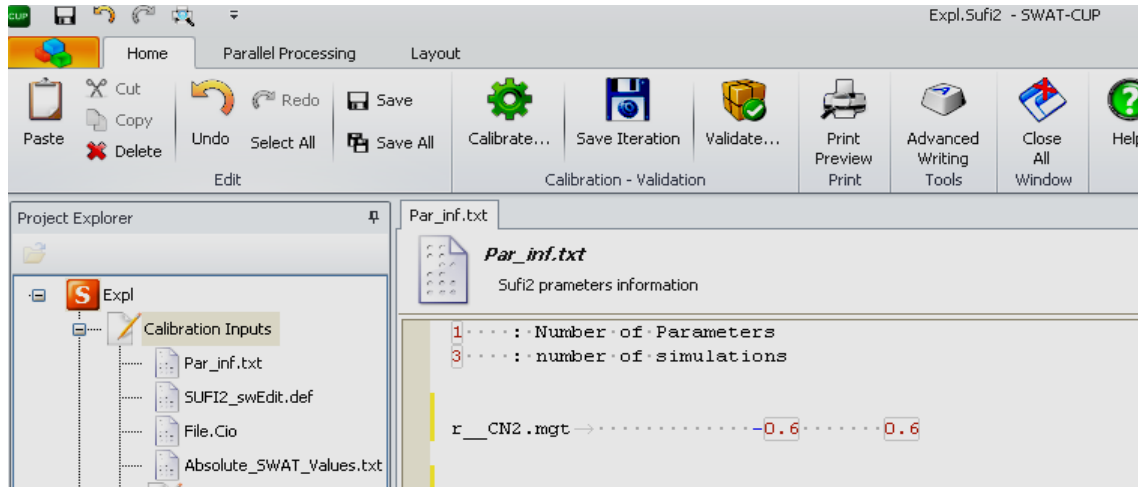 CUP
Expl.Sufi2 - SWAT-CUP
Home Parallel Processing Layout
Paste
Cut
Copy
Delete
Undo
Redo
Select All
Save
Save All
Edit
Calibrate...
Save Iteration
Validate...
Calibration - Validation
Print Preview
Print
Advanced Writing
Tools
Close All
Window
Project Explorer
Par_inf.txt
Par_inf.txt
Sufi2 prameters information
S Expl
Calibration Inputs
Par_inf.txt
SUFI2_swEdit.def
File.Cio
Absolute_SWAT_Values.txt
1 : Number of Parameters
3 : number of simulations
r__CN2.mgt -0.6 0.6